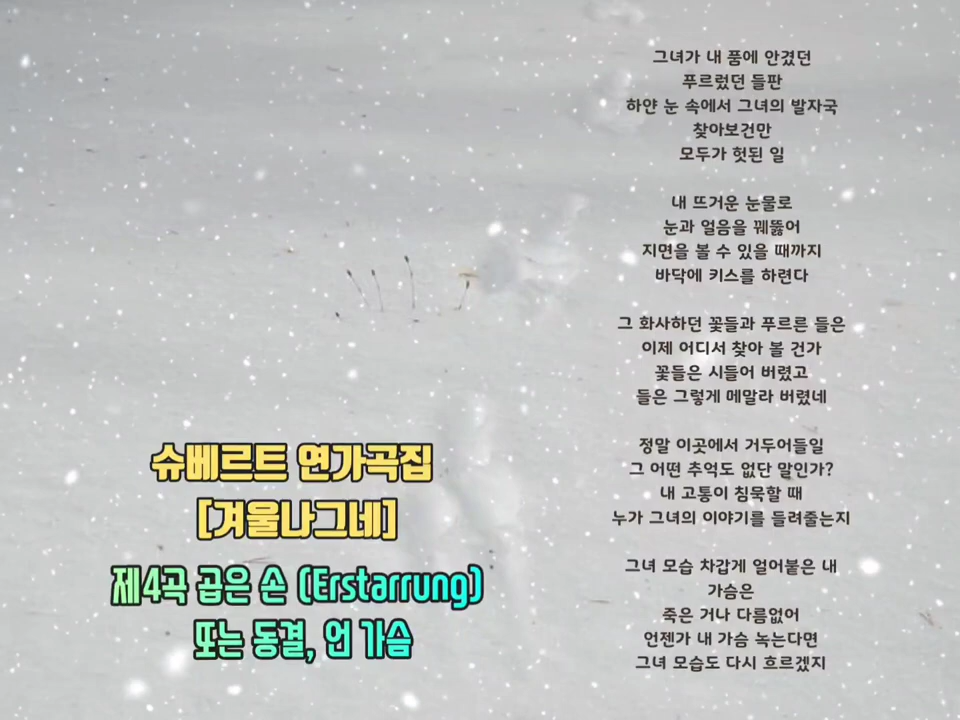 그녀가 내 품에 안겼던
푸르렀던 들판
하얀 눈 속에서 그녀의 발자국
찾아보건만
모두가 헛된 일
내 뜨거운 눈물로
눈과 얼음을 꿰뚫어
지면을 볼 수 있을 때까지
바닥에 키스를 하련다
그 화사하던 꽃들과 푸르른 들은
이제 어디서 찾아 볼 건가
꽃들은 시들어 버렸고
들은 그렇게 메말라 버렸네
정말 이곳에서 거두어들일
그 어떤 추억도 없단 말인가?
내 고통이 침묵할 때
누가 그녀의 이야기를 들려줄는지
그녀 모습 차갑게 얼어붙은 내
가슴은
죽은 거나 다름없어
언젠가 내 가슴 녹는다면
그녀 모습도 다시 흐르겠지
슈베르트 연가곡집
[겨울나그네]
제4곡 곱은 손 (Erstarrung)
또는 동결, 언 가슴